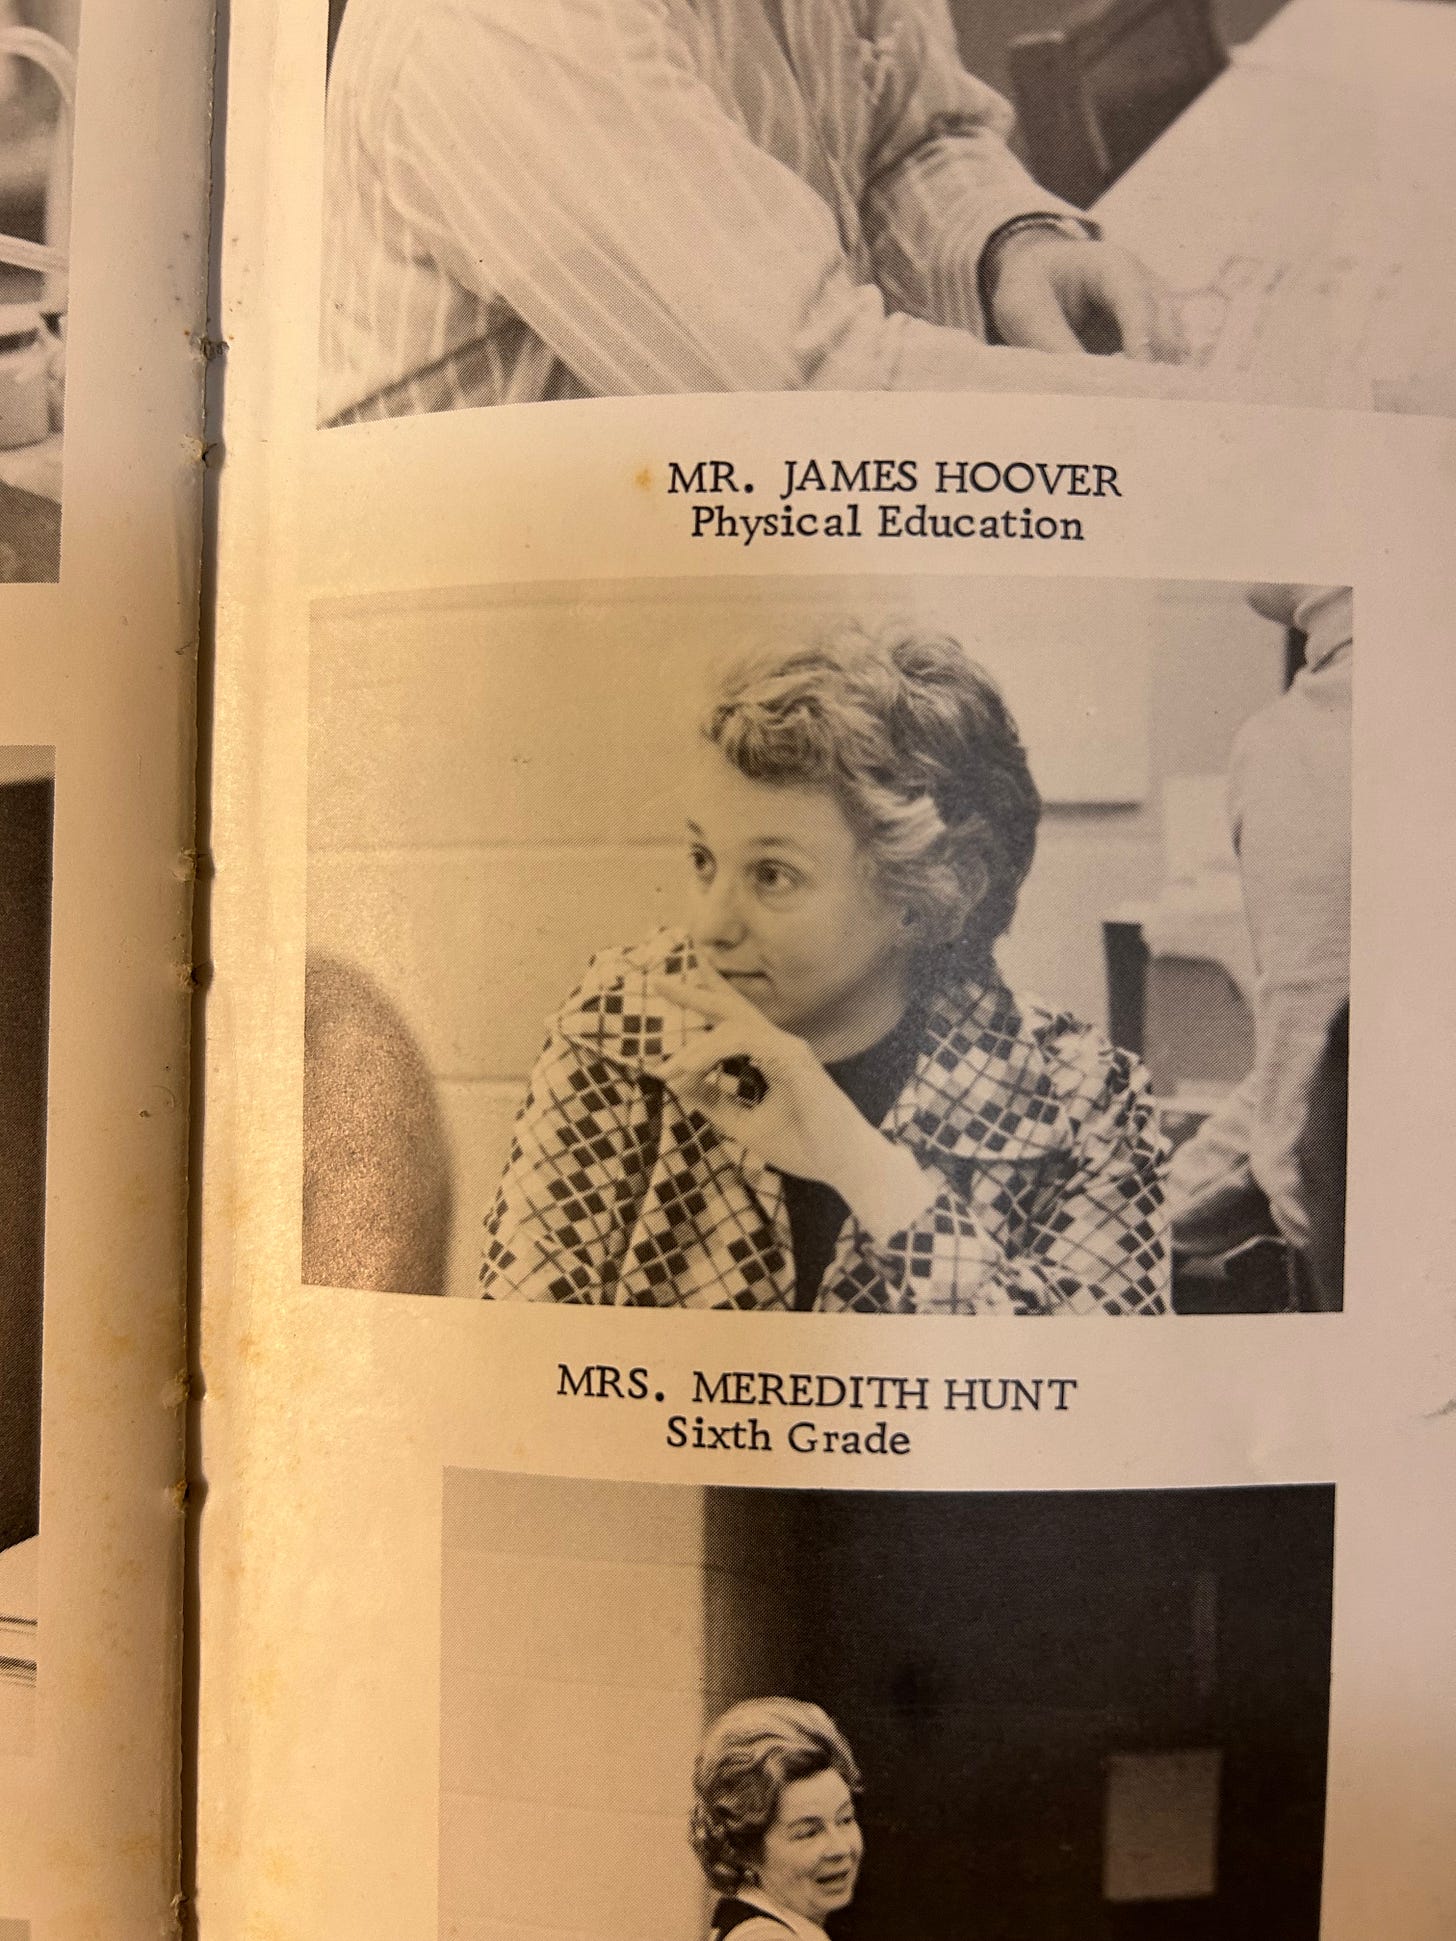 MR. JAMES HOOVER
Physical Education
MRS. MEREDITH HUNT
Sixth Grade